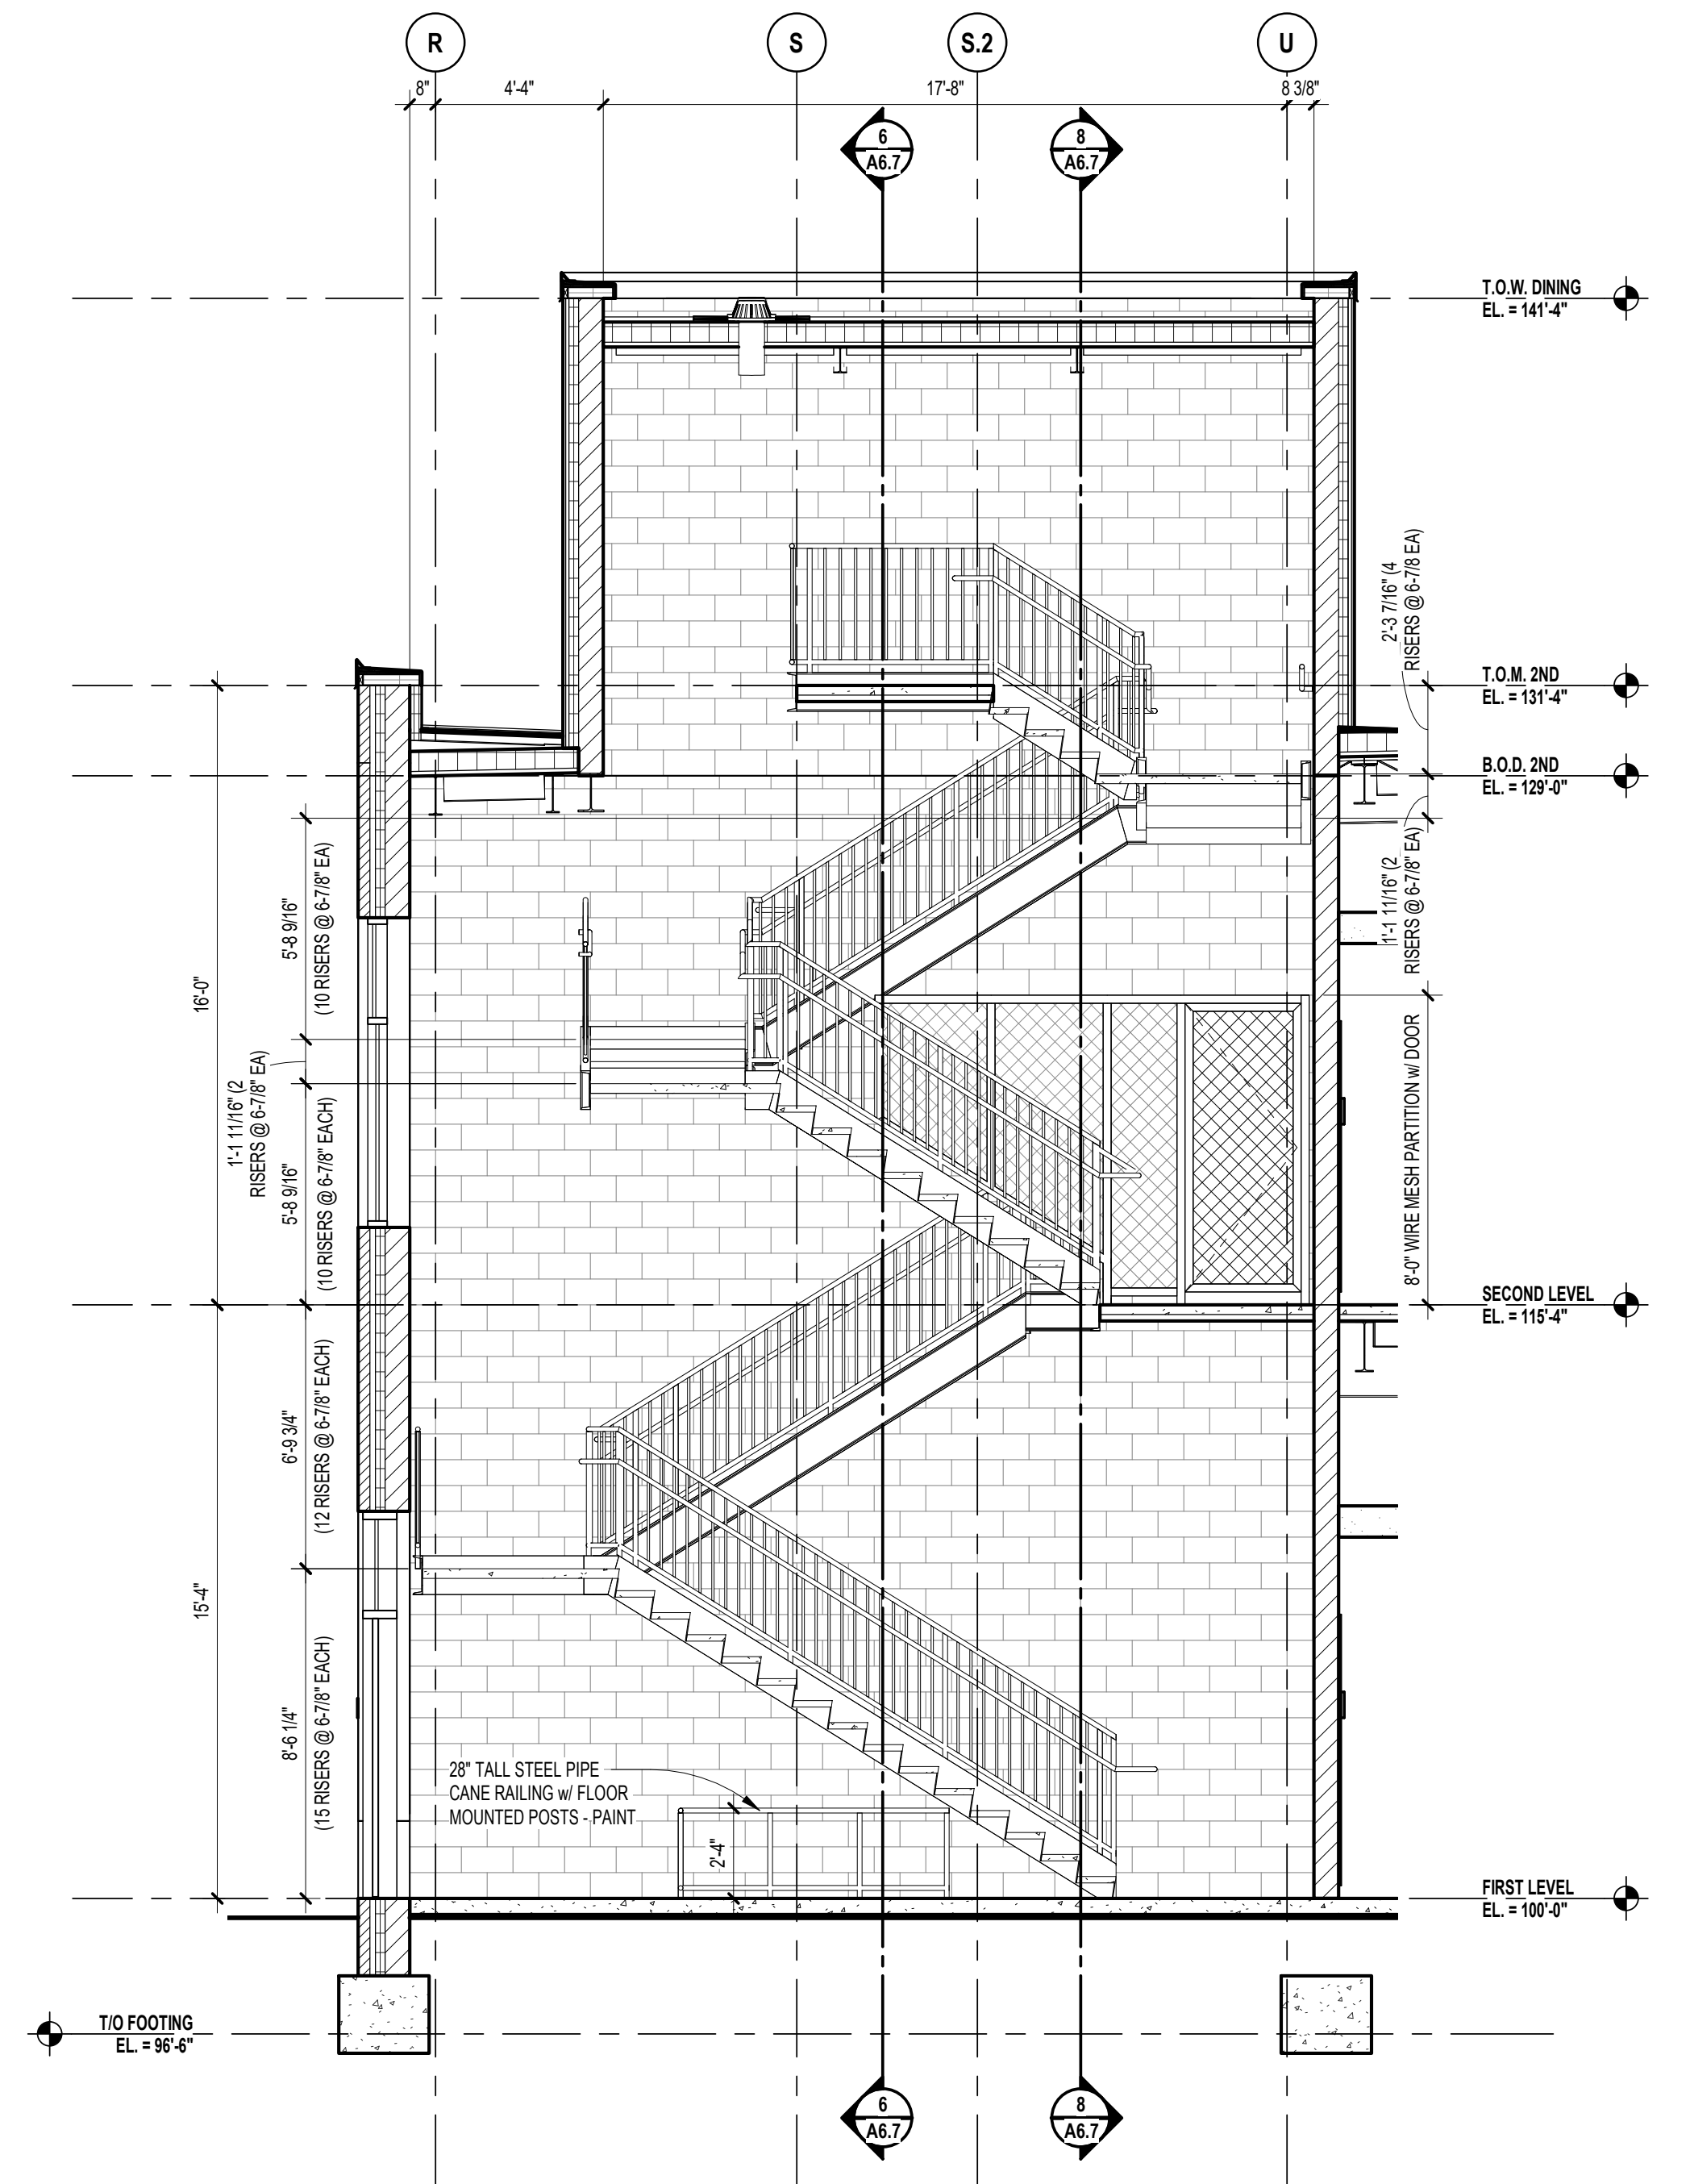 R
S
S.2
U
8"
4'-4"
17'-8"
8 3/8"
6
A6.7
8
A6.7
T.O.W. DINING
EL. = 141'-4"
2'-3 7/16" (4
RISERS @ 6-7/8 EA)
T.O.M. 2ND
EL. = 131'-4"
B.O.D. 2ND
EL. = 129'-0"
1'-1 11/16" (2
RISERS @ 6-7/8" EA)
5'-8 9/16"
(10 RISERS @ 6-7/8" EA)
16'-0"
1'-1 11/16" (2
RISERS @ 6-7/8" EA)
5'-8 9/16"
(10 RISERS @ 6-7/8" EACH)
8'-0" WIRE MESH PARTITION w/ DOOR
SECOND LEVEL
EL. = 115'-4"
6'-9 3/4"
(12 RISERS @ 6-7/8" EACH)
15'-4"
8'-6 1/4"
(15 RISERS @ 6-7/8" EACH)
28" TALL STEEL PIPE
CANE RAILING w/ FLOOR
MOUNTED POSTS - PAINT
2'-4"
FIRST LEVEL
EL. = 100'-0"
T/O FOOTING
EL. = 96'-6"
6
A6.7
8
A6.7